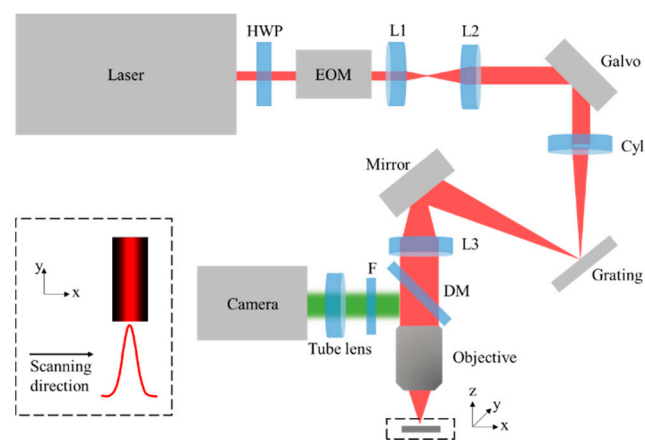 HWP
L1
L2
Laser
EOM
Galvo
Cyl
Mirror
Grating
L3
F
DM
Camera
Tube lens
Objective
y
x
Scanning
direction
z
y
x